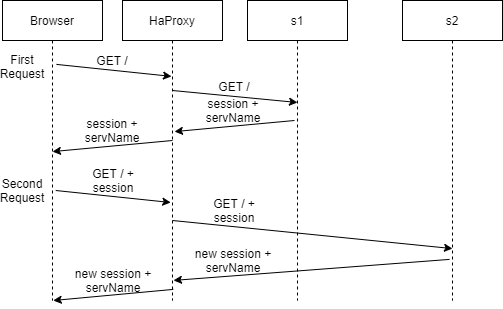 Browser
HaProxy
s1
s2
First
Request
GET /
GET /
session +
servName
session +
servName
Second
Request
GET / +
session
GET / +
session
new session +
servName
new session +
servName